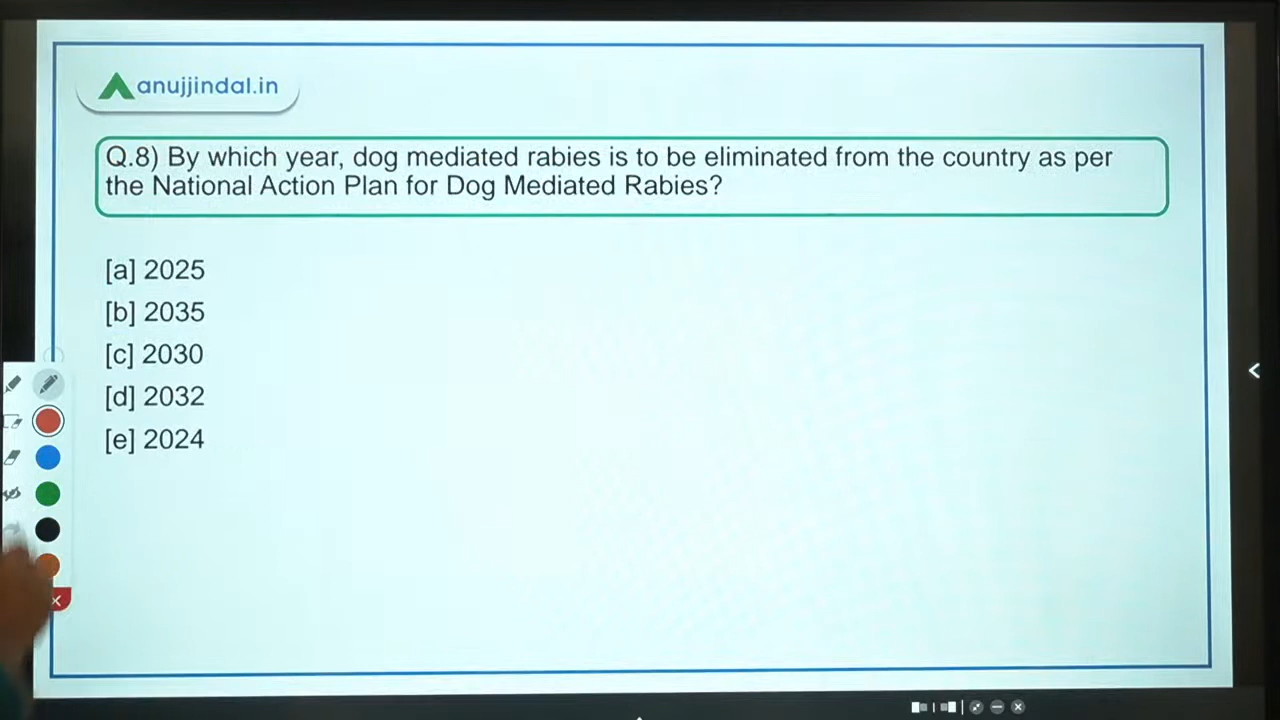 anujjindal.in
Q.8) By which year, dog mediated rabies is to be eliminated from the country as per
the National Action Plan for Dog Mediated Rabies?
[a] 2025
[b] 2035
[c] 2030
[d] 2032
[e] 2024